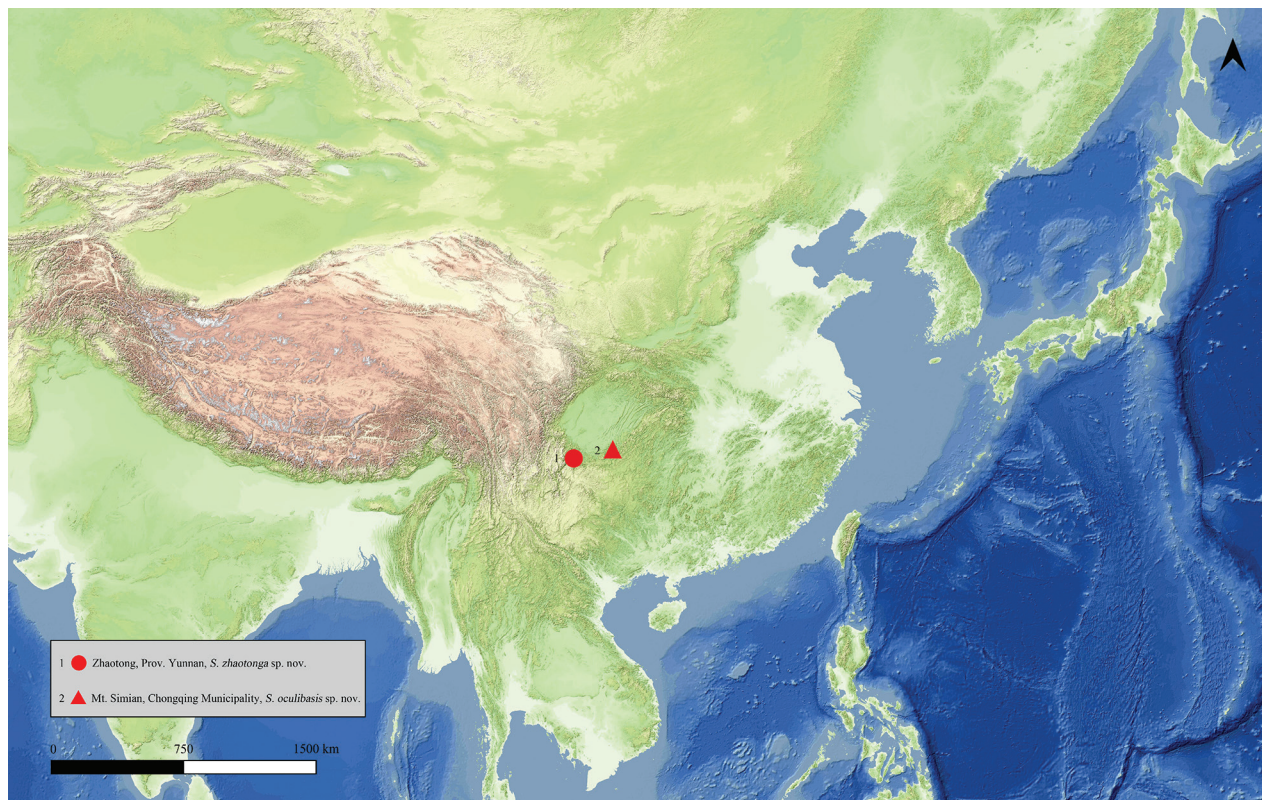 1
2
1 Zhaotong, Prov. Yunnan, S. zhaotonga sp. nov.
2 Mt. Simian, Chongqing Municipality, S. oculibasis sp. nov.
0 750 1500 km